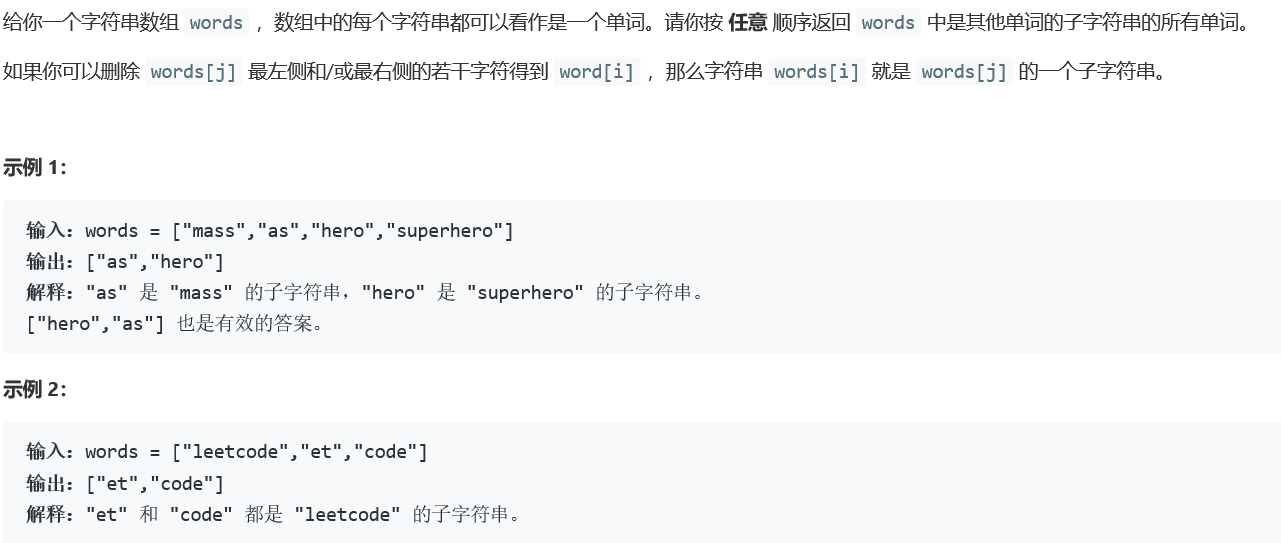 给你一个字符串数组 words ，数组中的每个字符串都可以看作是一个单词。请你按 任意 顺序返回 words 中是其他单词的子字符串的所有单词。
如果你可以删除 words[j] 最左侧和/或最右侧的若干字符得到 word[i] ，那么字符串 words[i] 就是 words[j] 的一个子字符串。
示例 1：
输入：words = ["mass","as","hero","superhero"]
输出：["as","hero"]
解释："as" 是 "mass" 的子字符串，"hero" 是 "superhero" 的子字符串。
["hero","as"] 也是有效的答案。
示例 2：
输入：words = ["leetcode","et","code"]
输出：["et","code"]
解释："et" 和 "code" 都是 "leetcode" 的子字符串。